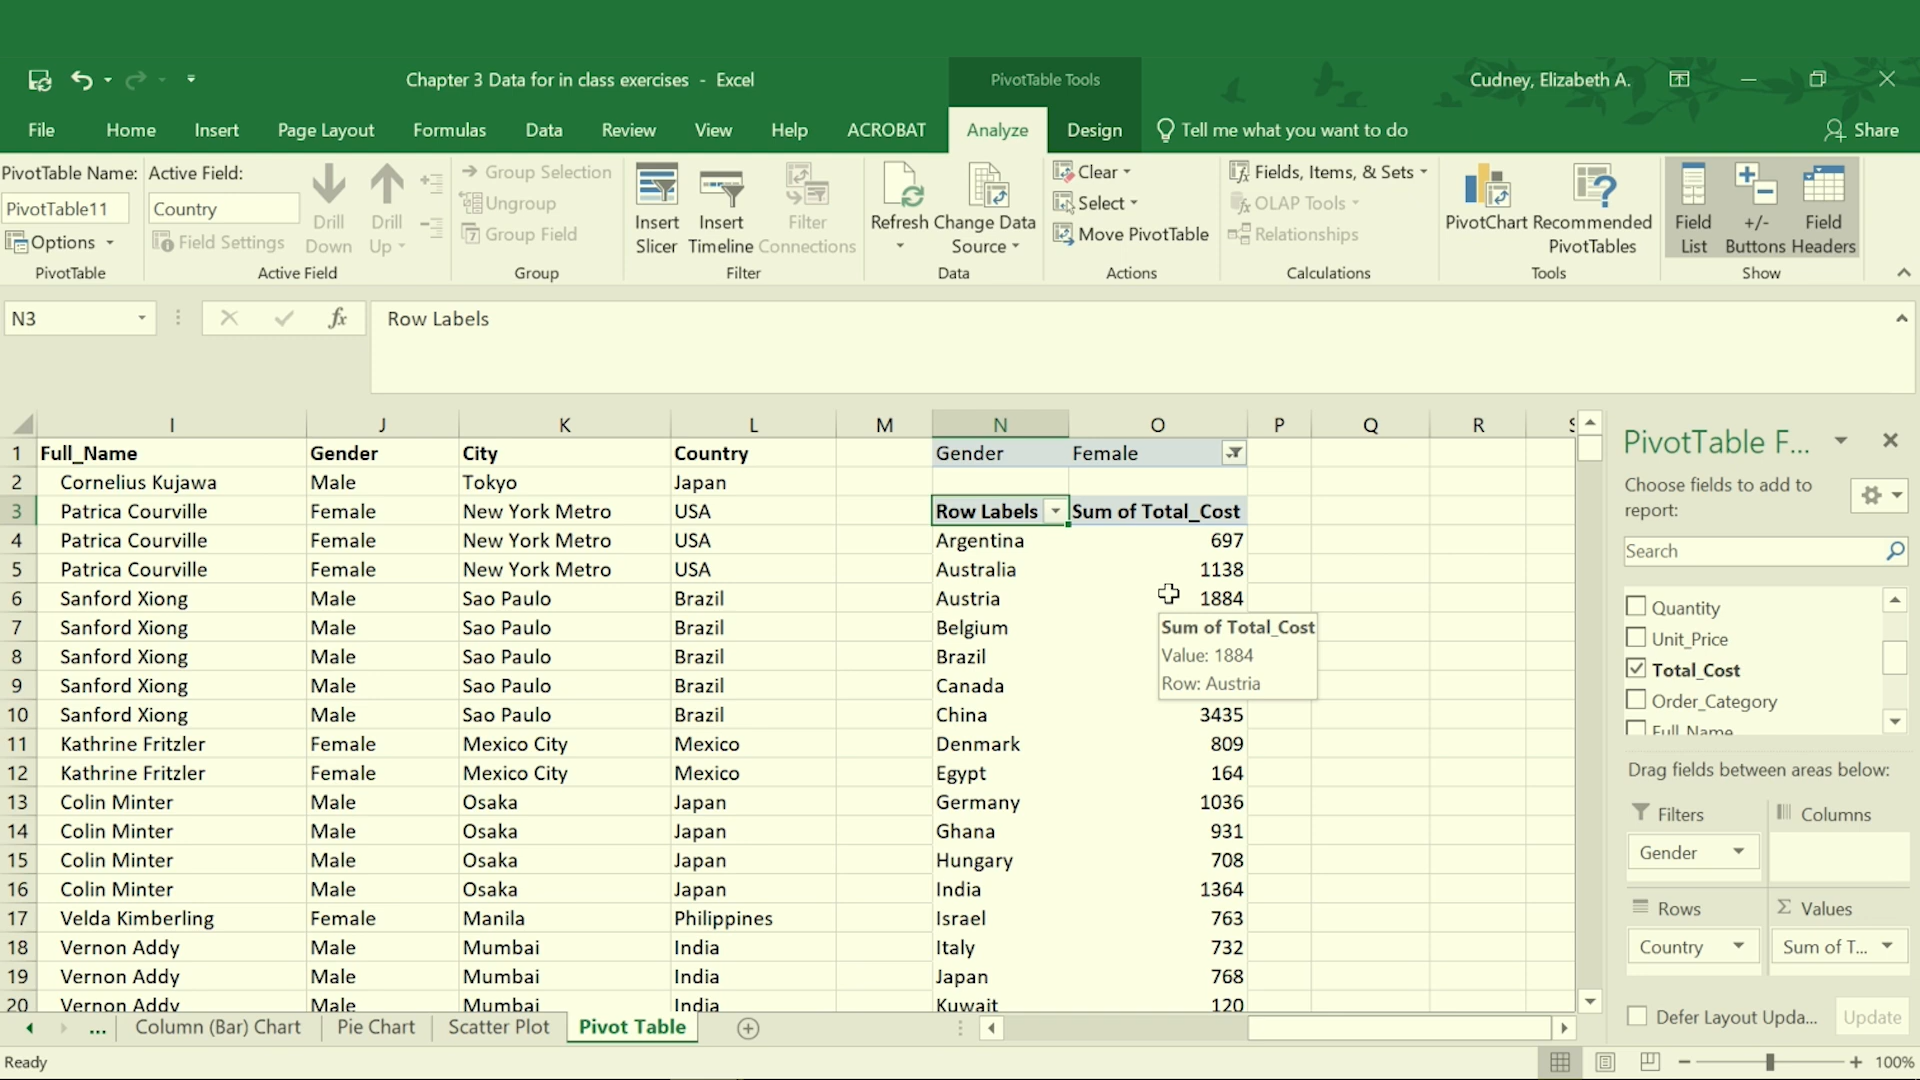 Chapter 3 Data for in class exercises - Excel
PivotTable Tools
Cudney, Elizabeth A.
File Home Insert Page Layout Formulas Data Review View Help ACROBAT Analyze Design Tell me what you want to do Share
PivotTable Name:
PivotTable11
Options
PivotTable
Active Field:
Country
Field Settings
Drill Down
Drill Up
Active Field
Group Selection
Ungroup
Group Field
Group
Insert Slicer
Insert Timeline
Filter Connections
Filter
Refresh
Change Data Source
Data
Clear
Select
Move PivotTable
Actions
Fields, Items, & Sets
OLAP Tools
Relationships
Calculations
PivotChart
Recommended PivotTables
Tools
Field List
+/- Buttons
Field Headers
Show
N3 fx Row Labels
I J K L M N O P Q R S
1 Full_Name Gender City Country Gender Female
2 Cornelius Kujawa Male Tokyo Japan
3 Patrica Courville Female New York Metro USA Row Labels Sum of Total_Cost
4 Patrica Courville Female New York Metro USA Argentina 697
5 Patrica Courville Female New York Metro USA Australia 1138
6 Sanford Xiong Male Sao Paulo Brazil Austria 1884
7 Sanford Xiong Male Sao Paulo Brazil Belgium
8 Sanford Xiong Male Sao Paulo Brazil Brazil
9 Sanford Xiong Male Sao Paulo Brazil Canada
10 Sanford Xiong Male Sao Paulo Brazil China 3435
11 Kathrine Fritzler Female Mexico City Mexico Denmark 809
12 Kathrine Fritzler Female Mexico City Mexico Egypt 164
13 Colin Minter Male Osaka Japan Germany 1036
14 Colin Minter Male Osaka Japan Ghana 931
15 Colin Minter Male Osaka Japan Hungary 708
16 Colin Minter Male Osaka Japan India 1364
17 Velda Kimberling Female Manila Philippines Israel 763
18 Vernon Addy Male Mumbai India Italy 732
19 Vernon Addy Male Mumbai India Japan 768
20 Vernon Addy Male Mumbai India Kuwait 120
Sum of Total_Cost
Value: 1884
Row: Austria
PivotTable F...
Choose fields to add to
report:
Search
Quantity
Unit_Price
Total_Cost
Order_Category
Full_Name
Drag fields between areas below:
Filters
Gender
Columns
Rows
Country
Σ Values
Sum of T...
Defer Layout Upda... Update
... Column (Bar) Chart Pie Chart Scatter Plot Pivot Table
Ready
100%